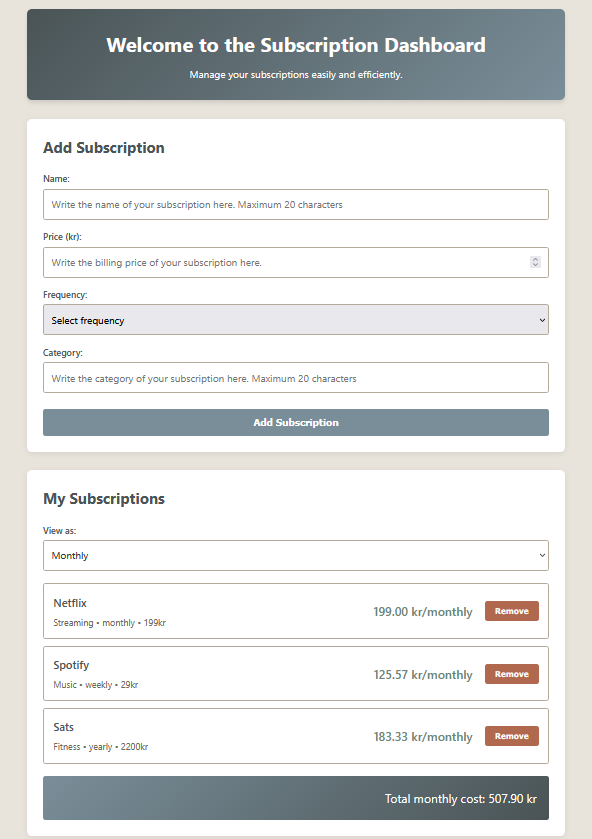 Welcome to the Subscription Dashboard
Manage your subscriptions easily and efficiently.
Add Subscription
Name:
Write the name of your subscription here. Maximum 20 characters
Price (kr):
Write the billing price of your subscription here.
Frequency:
Select frequency
Category:
Write the category of your subscription here. Maximum 20 characters
Add Subscription
My Subscriptions
View as:
Monthly
Netflix
Streaming • monthly • 199kr
199.00 kr/monthly
Remove
Spotify
Music • weekly • 29kr
125.57 kr/monthly
Remove
Sats
Fitness • yearly • 2200kr
183.33 kr/monthly
Remove
Total monthly cost: 507.90 kr